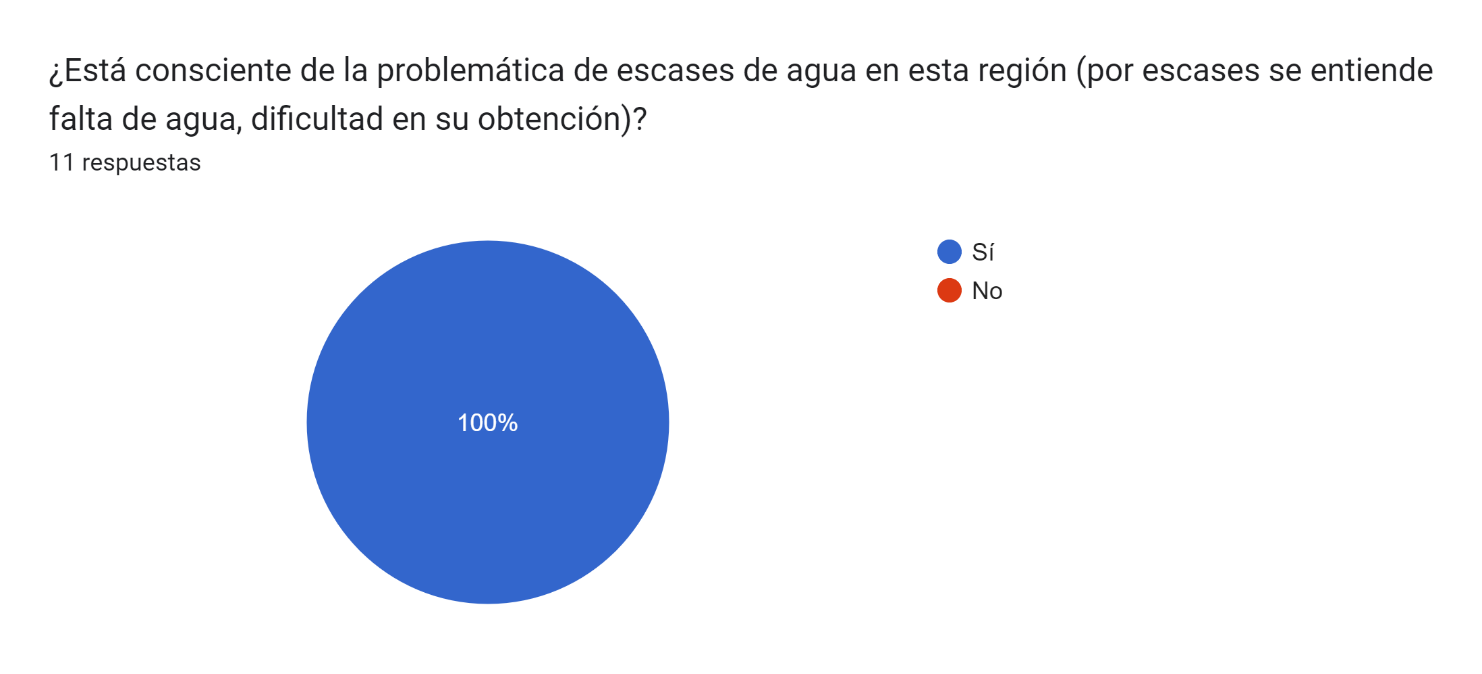 ¿Está consciente de la problemática de escases de agua en esta región (por escases se entiende
falta de agua, dificultad en su obtención)?
11 respuestas
Sí
No
100%